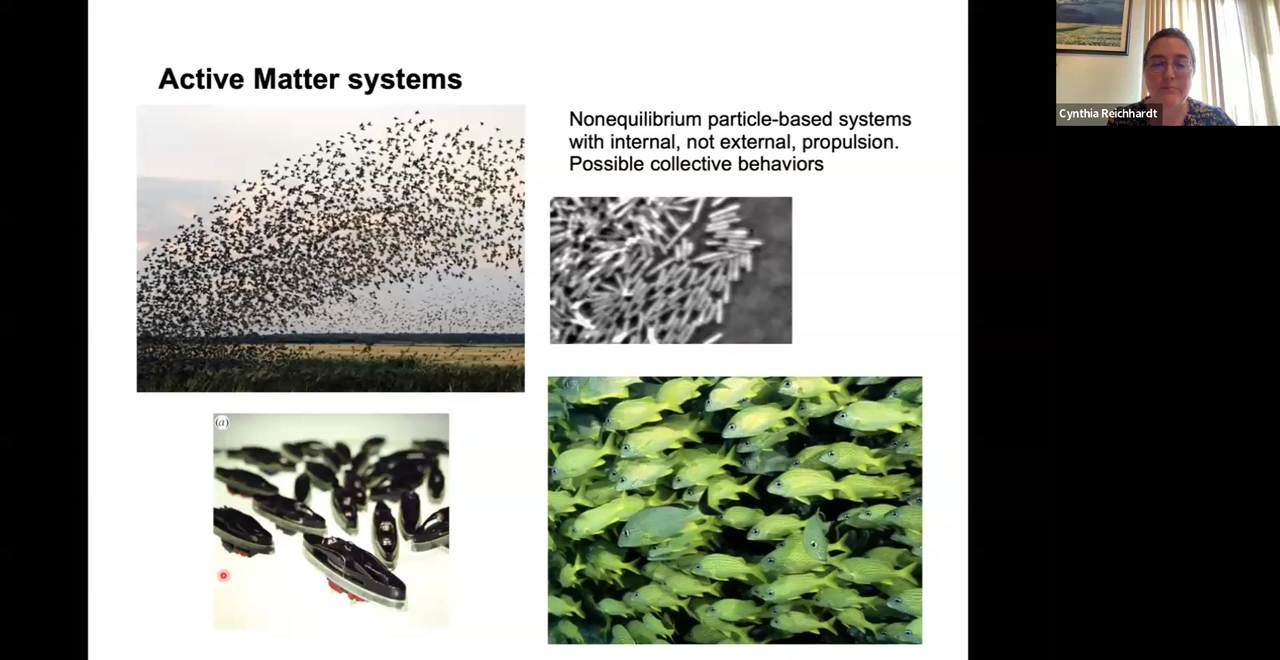 Active Matter systems
Nonequilibrium particle-based systems
with internal, not external, propulsion.
Possible collective behaviors
(a)
Cynthia Reichhardt